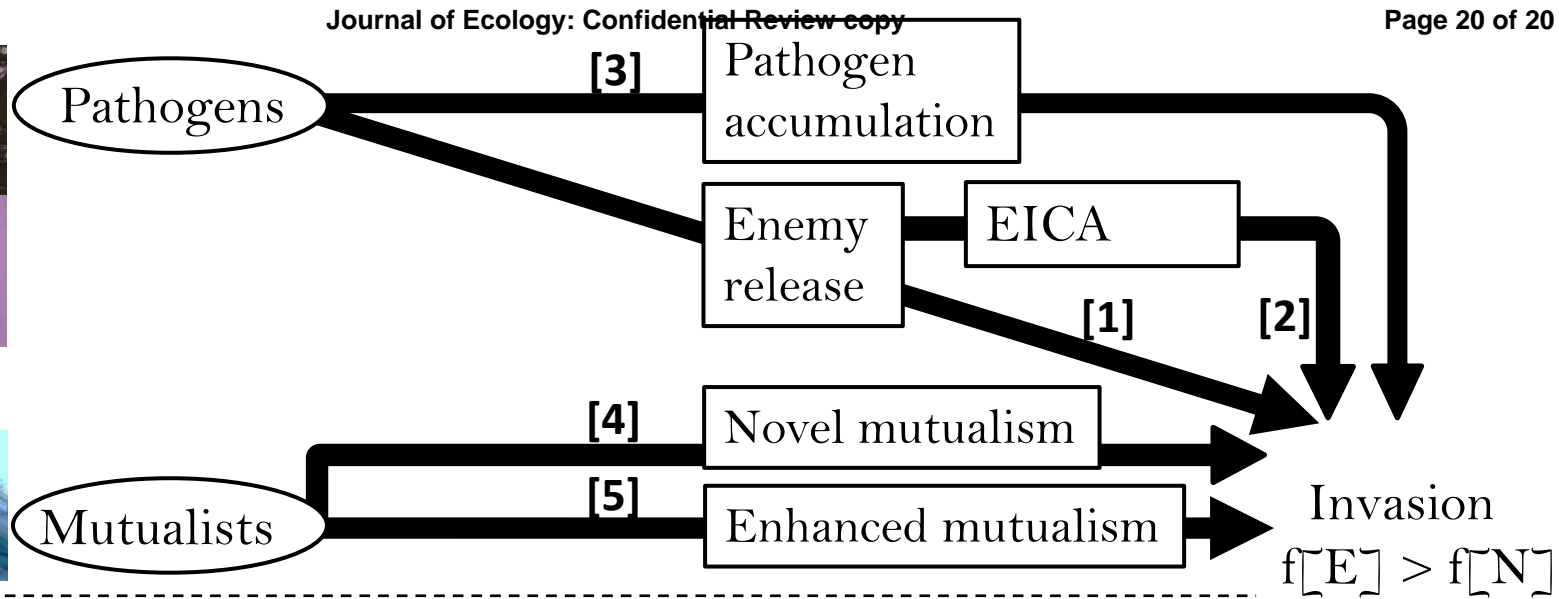 Journal of Ecology: Confidential Review copy
Page 20 of 20
Pathogens
[3]
Pathogen
accumulation
Enemy
release
EICA
[1]
[2]
[4]
Novel mutualism
Mutualists
[5]
Enhanced mutualism
Invasion
f[E] > f[N]